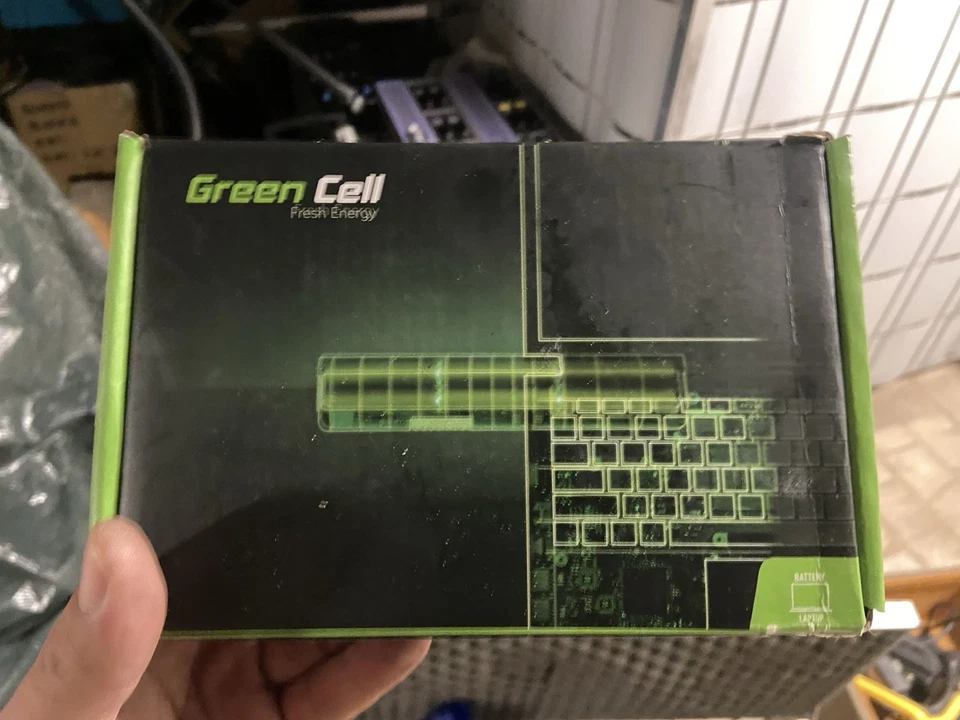 Green Cell
Fresh Energy
BATTERY
LAPTOP